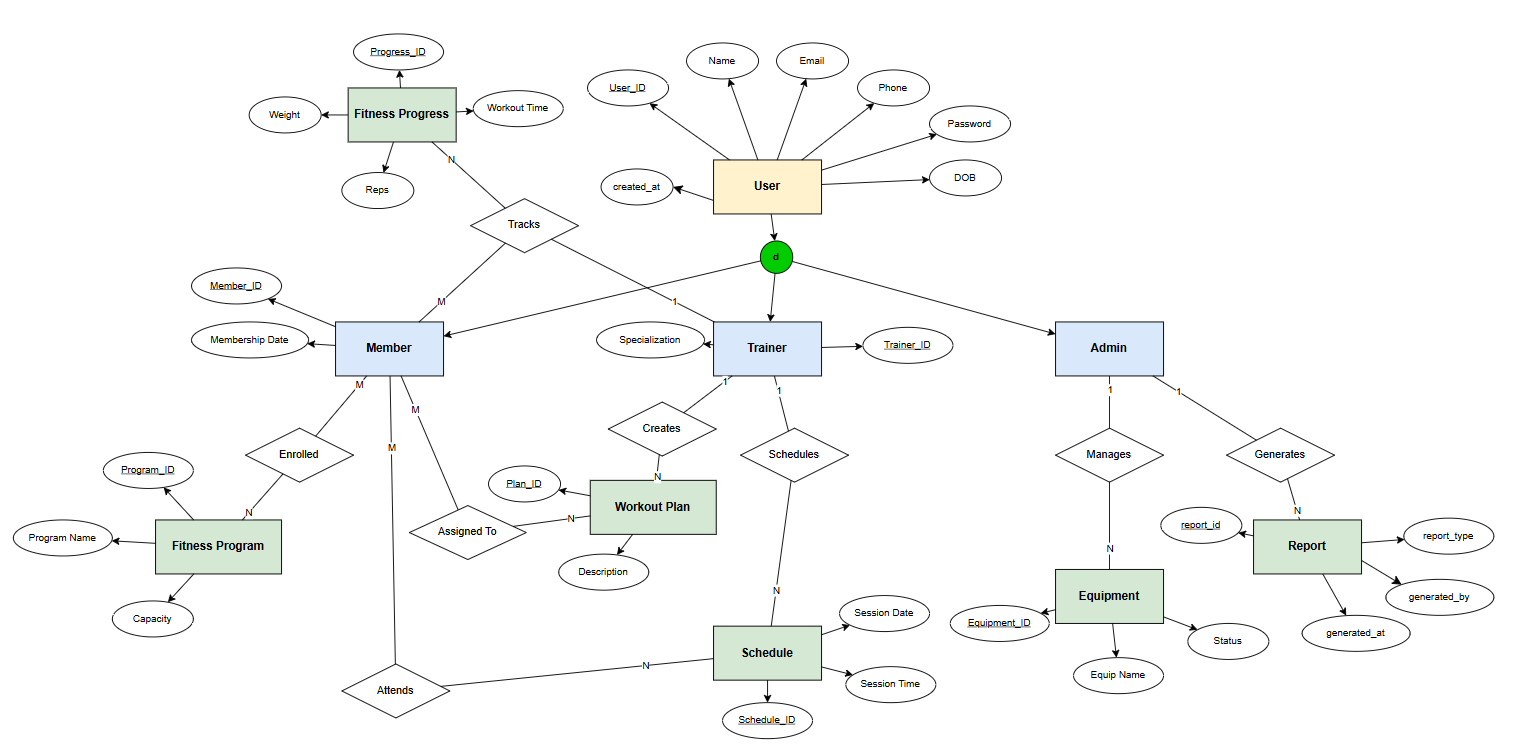 Progress_ID
Name
Email
User_ID
Phone
Weight
Fitness Progress
Workout Time
Password
N
DOB
Reps
created_at
User
Tracks
d
Member_ID
M
1
Membership Date
Member
Specialization
Trainer
Trainer_ID
Admin
M
M
M
1
1
1
1
Enrolled
Creates
Schedules
Manages
Generates
Program_ID
Plan_ID
N
N
N
N
Workout Plan
Assigned To
Program Name
Fitness Program
report_id
Report
report_type
N
Description
N
Equipment
generated_by
Capacity
Session Date
Equipment_ID
generated_at
Status
Schedule
N
Equip Name
Session Time
Attends
Schedule_ID